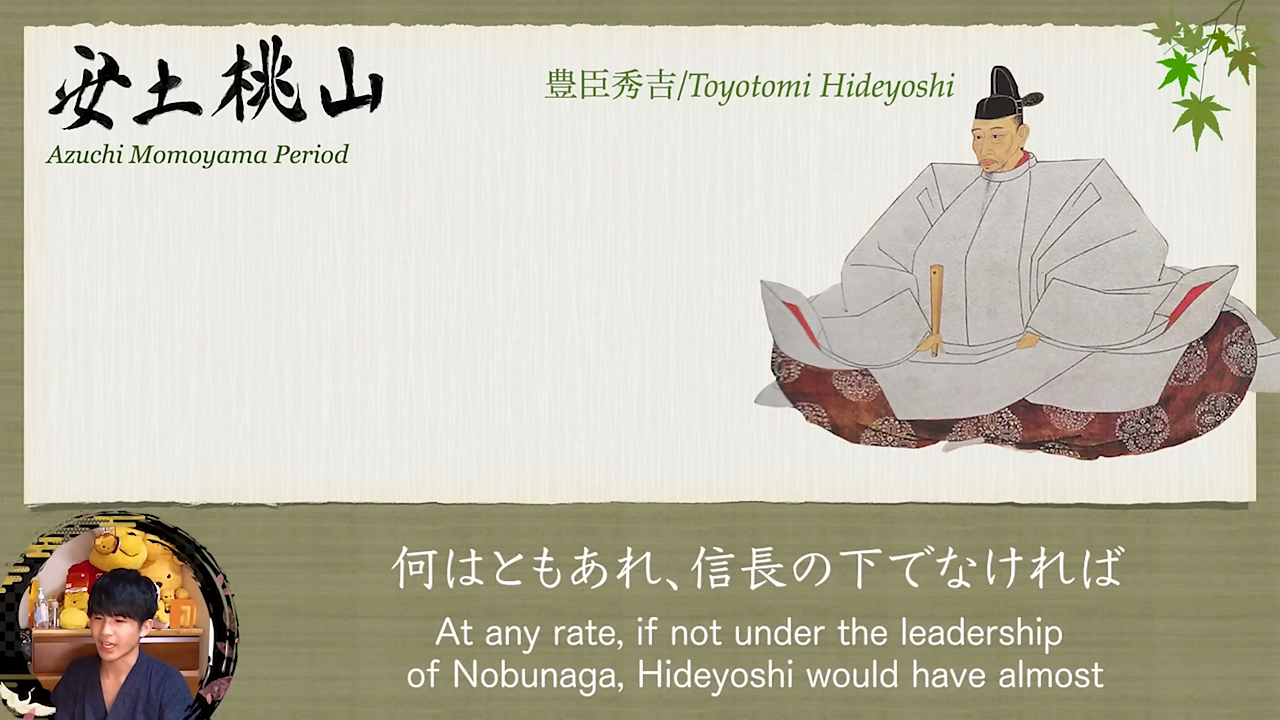 安土桃山
Azuchi Momoyama Period
豊臣秀吉/Toyotomi Hideyoshi
何はともあれ、信長の下でなければ
At any rate, if not under the leadership
of Nobunaga, Hideyoshi would have almost